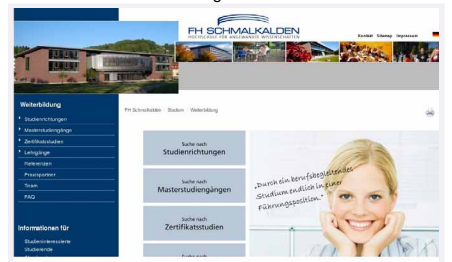 FH SCHMALKALDEN
HOCHSCHULE FÜR ANGEWANDTE WISSENSCHAFTEN
Kontakt Sitemap Impressum
Weiterbildung
Studienrichtungen
Masterstudiengänge
Zertifikatsstudien
Lehrgänge
Referenzen
Praxispartner
Team
FAQ
Informationen für
Studieninteressierte
Studierende
FH Schmalkalden Studium Weiterbildung
Suche nach
Studienrichtungen
Suche nach
Masterstudiengängen
Suche nach
Zertifikatsstudien
Suche nach
„Durch ein berufsbegleitendes
Studium endlich in einer
Führungsposition.“